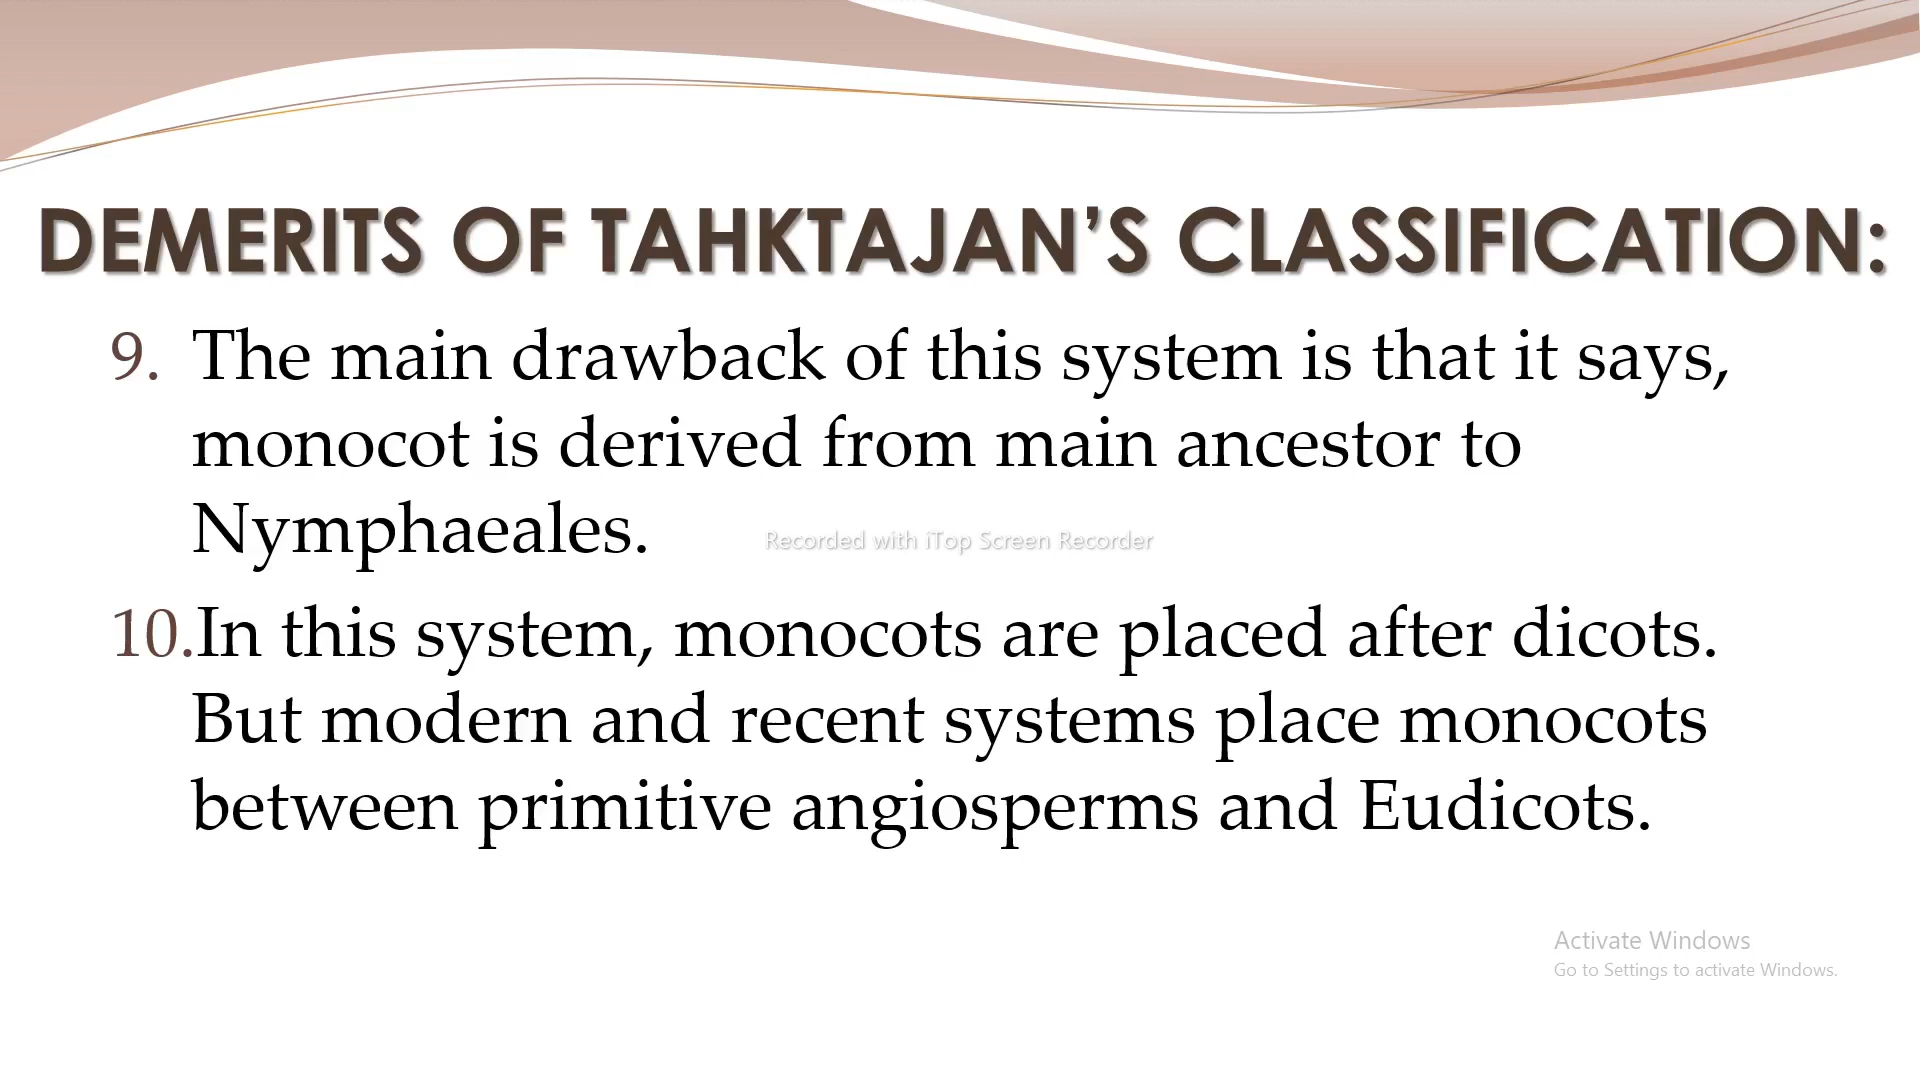 DEMERITS OF TAHKTAJAN’S CLASSIFICATION:
9. The main drawback of this system is that it says,
monocot is derived from main ancestor to
Nymphaeales.
Recorded with iTop Screen Recorder
10.In this system, monocots are placed after dicots.
But modern and recent systems place monocots
between primitive angiosperms and Eudicots.
Activate Windows
Go to Settings to activate Windows.